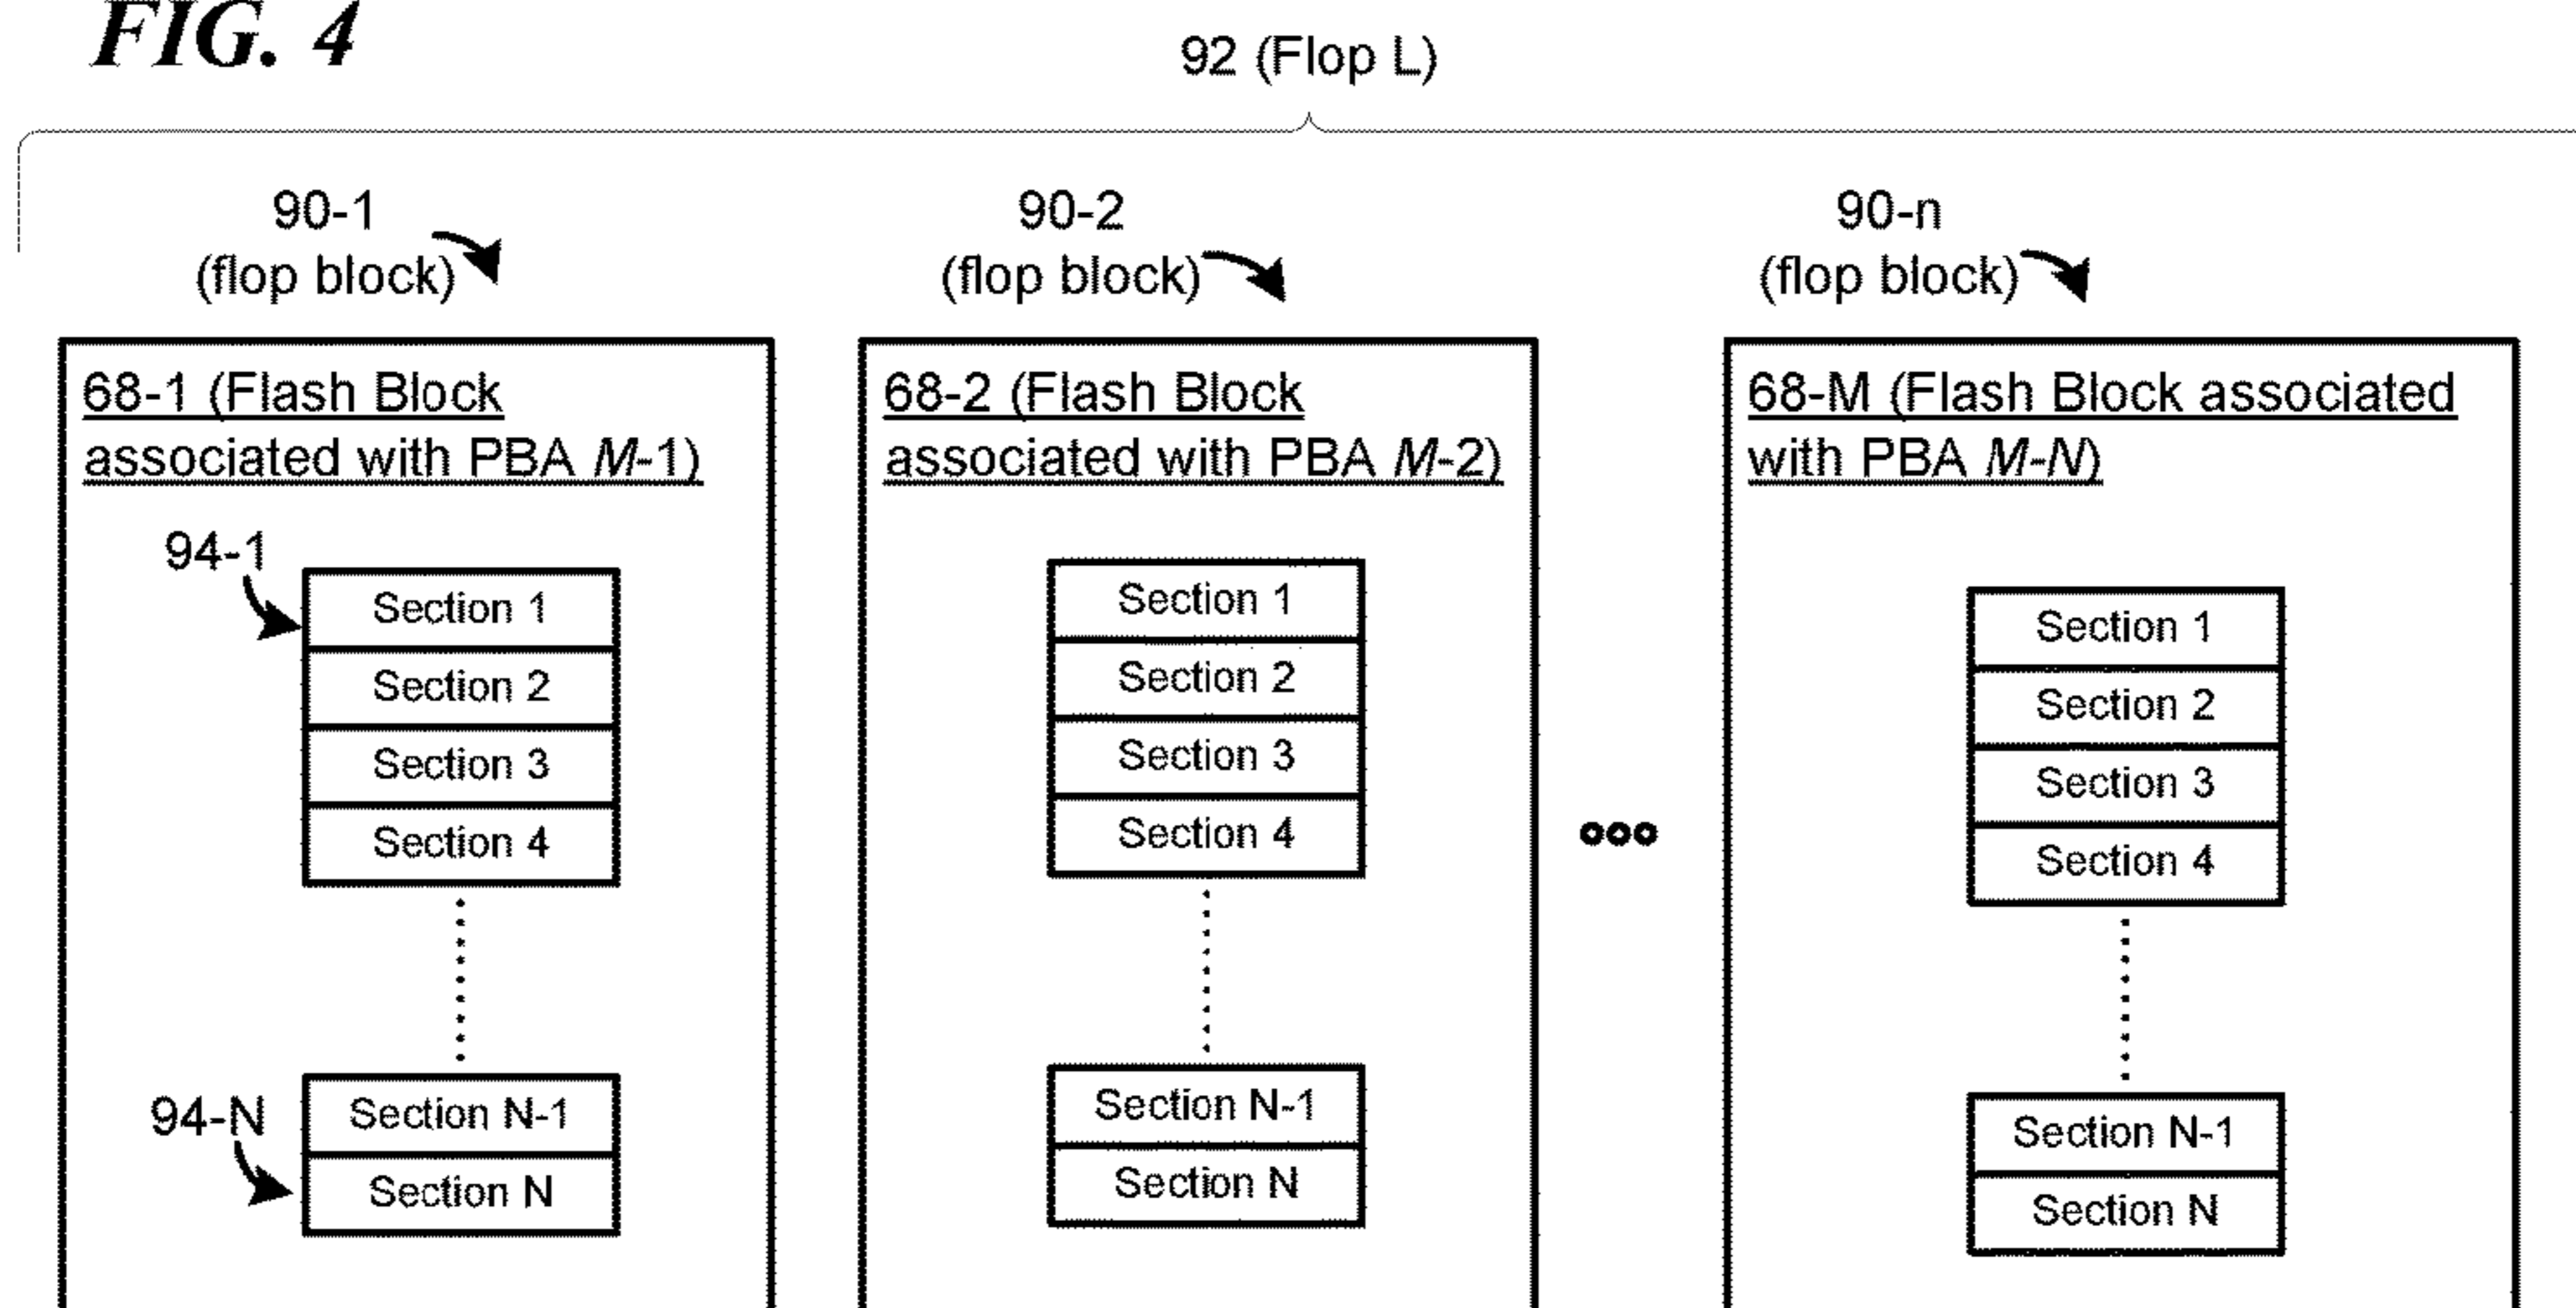 FIG. 4
92 (Flop L)
90-1
(flop block)
90-2
(flop block)
90-n
(flop block)
68-1 (Flash Block
associated with PBA M-1)
94-1
Section 1
Section 2
Section 3
Section 4
94-N
Section N-1
Section N
68-2 (Flash Block
associated with PBA M-2)
Section 1
Section 2
Section 3
Section 4
Section N-1
Section N
68-M (Flash Block associated
with PBA M-N)
Section 1
Section 2
Section 3
Section 4
Section N-1
Section N